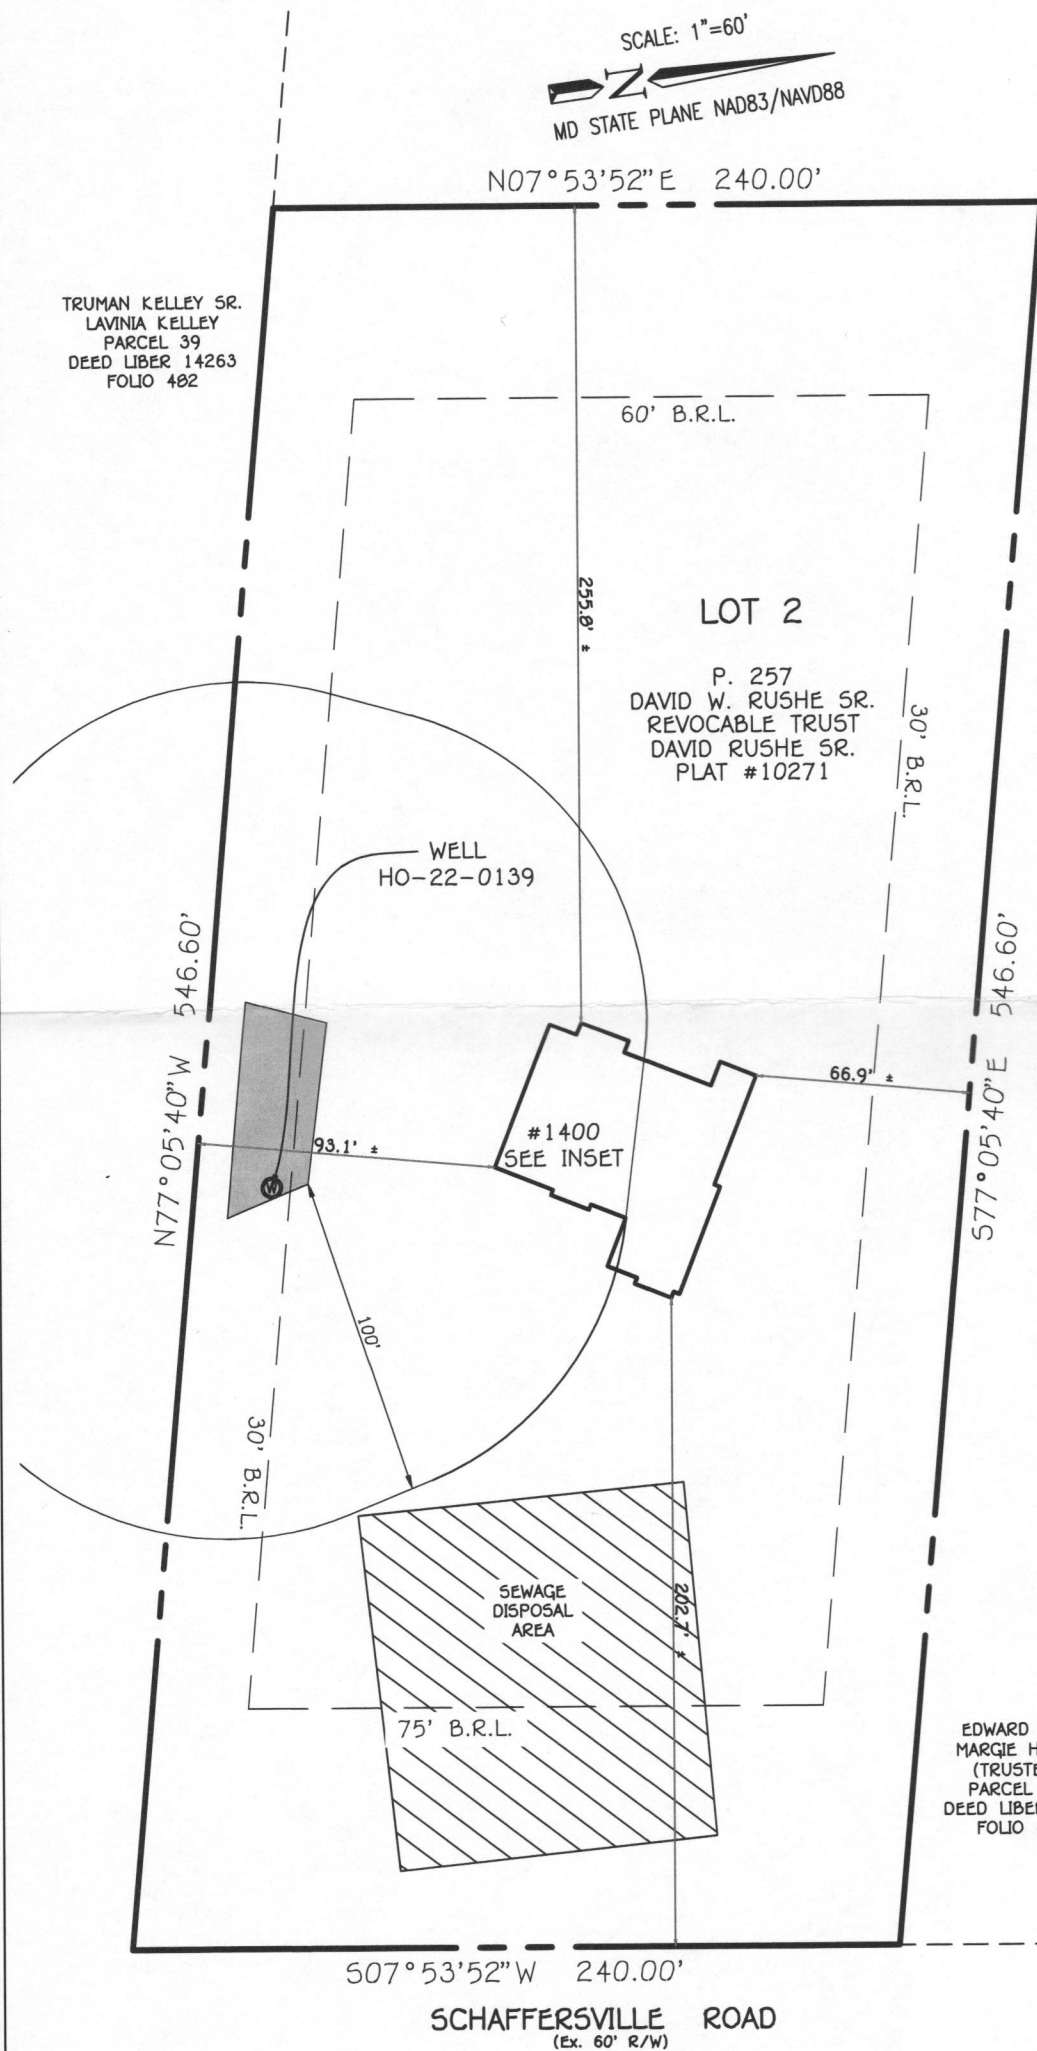 SCALE: 1"=60'
N
MD STATE PLANE NAD83/NAVD88
N07°53'52"E 240.00'
TRUMAN KELLEY SR.
LAVINIA KELLEY
PARCEL 39
DEED LIBER 14263
FOLIO 482
60' B.R.L.
255.8' ±
LOT 2
P. 257
DAVID W. RUSHE SR.
REVOCABLE TRUST
DAVID RUSHE SR.
PLAT #10271
30' B.R.L.
WELL
HO-22-0139
N77°05'40"W 546.60'
S77°05'40"E 546.60'
66.9' ±
#1400
SEE INSET
93.1' ±
W
100'
30' B.R.L.
SEWAGE
DISPOSAL
AREA
202.7' ±
75' B.R.L.
EDWARD
MARGIE H
(TRUSTE
PARCEL
DEED LIBE
FOLIO
S07°53'52"W 240.00'
SCHAFFERSVILLE ROAD
(Ex. 60' R/W)